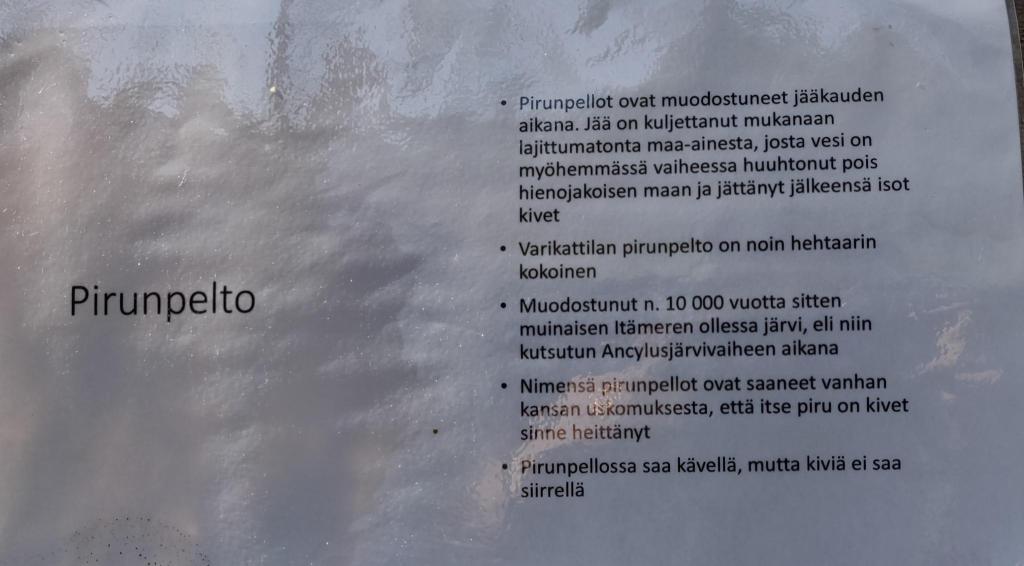 Pirunpelto
• Pirunpellot ovat muodostuneet jääkauden
aikana. Jää on kuljettanut mukanaan
lajittumatonta maa-ainesta, josta vesi on
myöhemmässä vaiheessa huuhtonut pois
hienojakoisen maan ja jättänyt jälkeensä isot
kivet
• Varikattilan pirunpelto on noin hehtaarin
kokoinen
• Muodostunut n. 10 000 vuotta sitten
muinaisen Itämeren ollessa järvi, eli niin
kutsutun Ancylusjärvivaiheen aikana
• Nimensä pirunpellot ovat saaneet vanhan
kansan uskomuksesta, että itse piru on kivet
sinne heittänyt
• Pirunpellossa saa kävellä, mutta kiviä ei saa
siirrellä